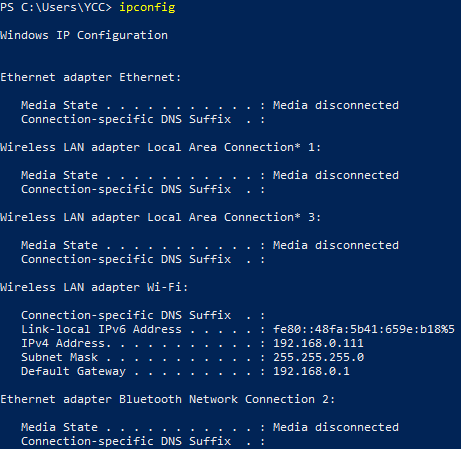 PS C:\Users\YCC> ipconfig
Windows IP Configuration
Ethernet adapter Ethernet:
Media State . . . . . . . . . . . : Media disconnected
Connection-specific DNS Suffix  . :
Wireless LAN adapter Local Area Connection* 1:
Media State . . . . . . . . . . . : Media disconnected
Connection-specific DNS Suffix  . :
Wireless LAN adapter Local Area Connection* 3:
Media State . . . . . . . . . . . : Media disconnected
Connection-specific DNS Suffix  . :
Wireless LAN adapter Wi-Fi:
Connection-specific DNS Suffix  . :
Link-local IPv6 Address . . . . . : fe80::48fa:5b41:659e:b18%5
IPv4 Address. . . . . . . . . . . : 192.168.0.111
Subnet Mask . . . . . . . . . . . : 255.255.255.0
Default Gateway . . . . . . . . . : 192.168.0.1
Ethernet adapter Bluetooth Network Connection 2:
Media State . . . . . . . . . . . : Media disconnected
Connection-specific DNS Suffix  . :